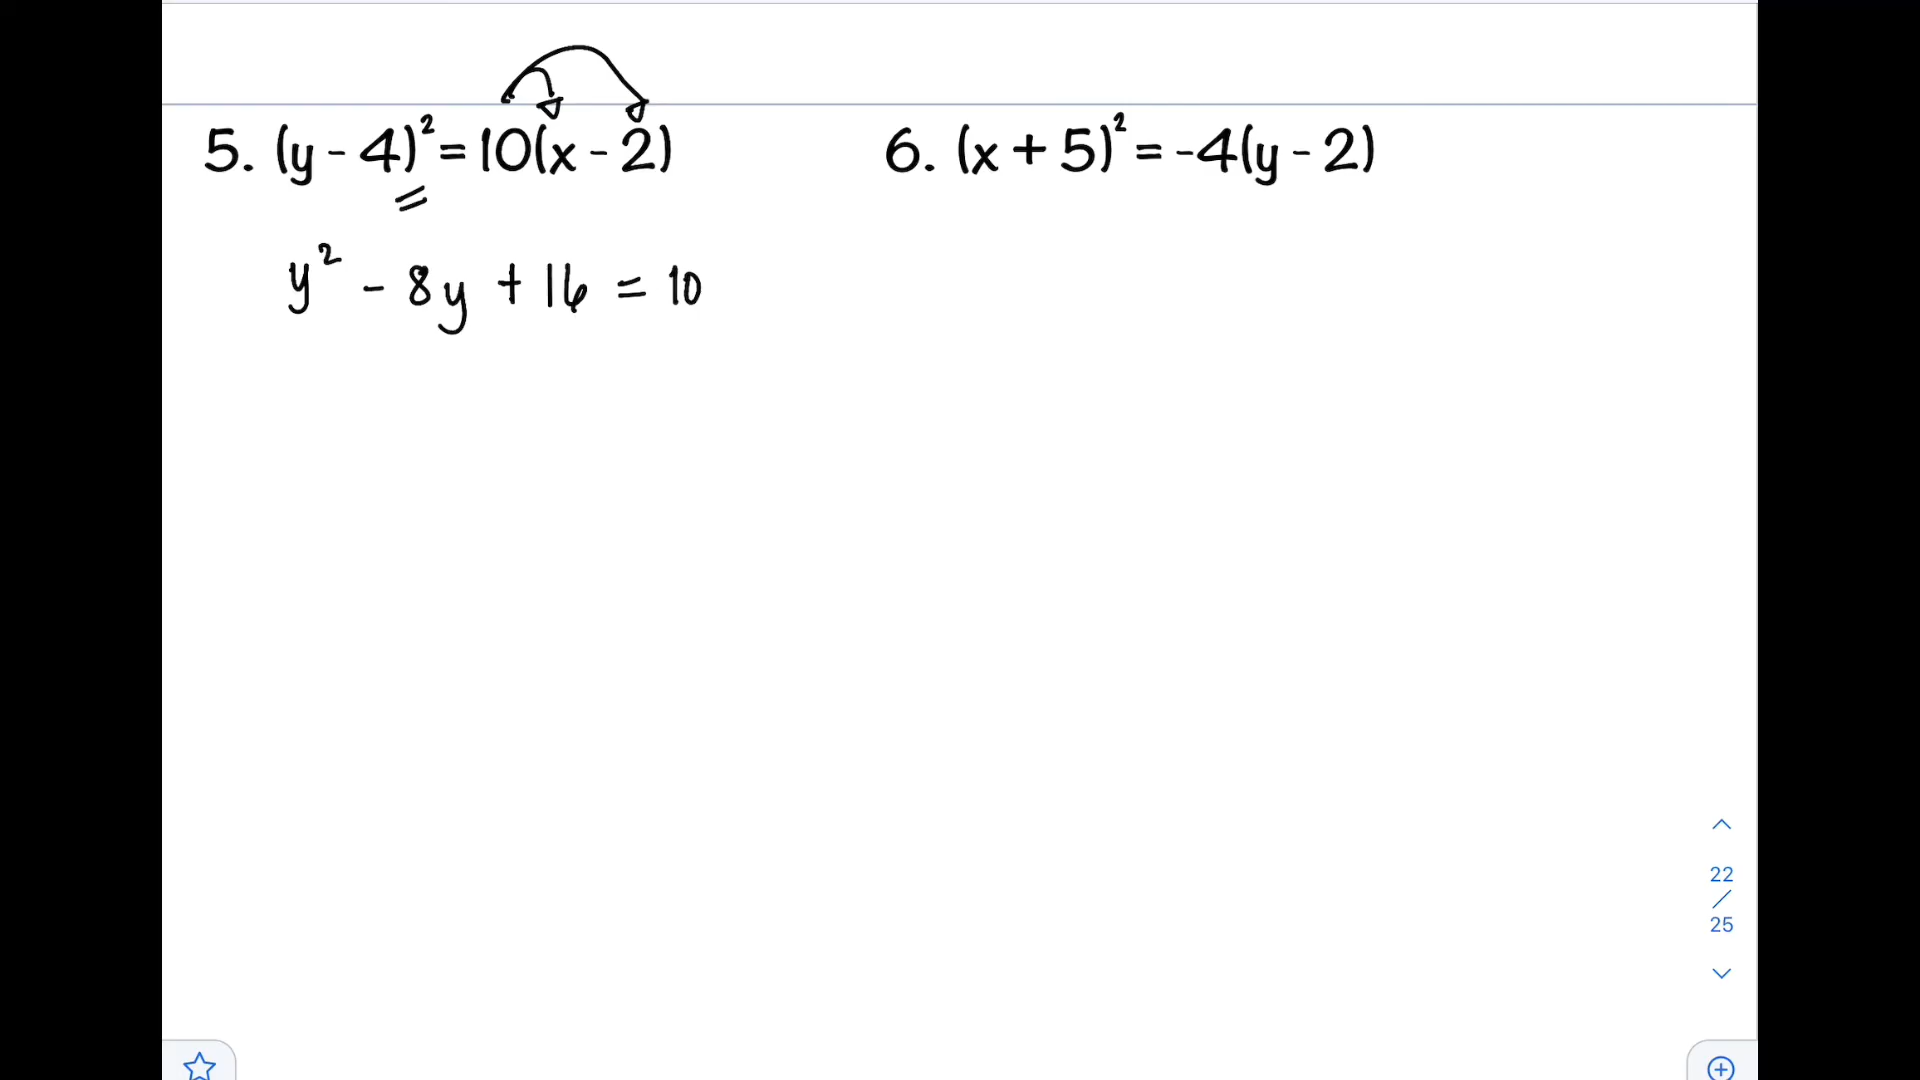 5. (y - 4)² = 10(x - 2)
y² - 8y + 16 = 10
6. (x + 5)² = -4(y - 2)
22
/
25